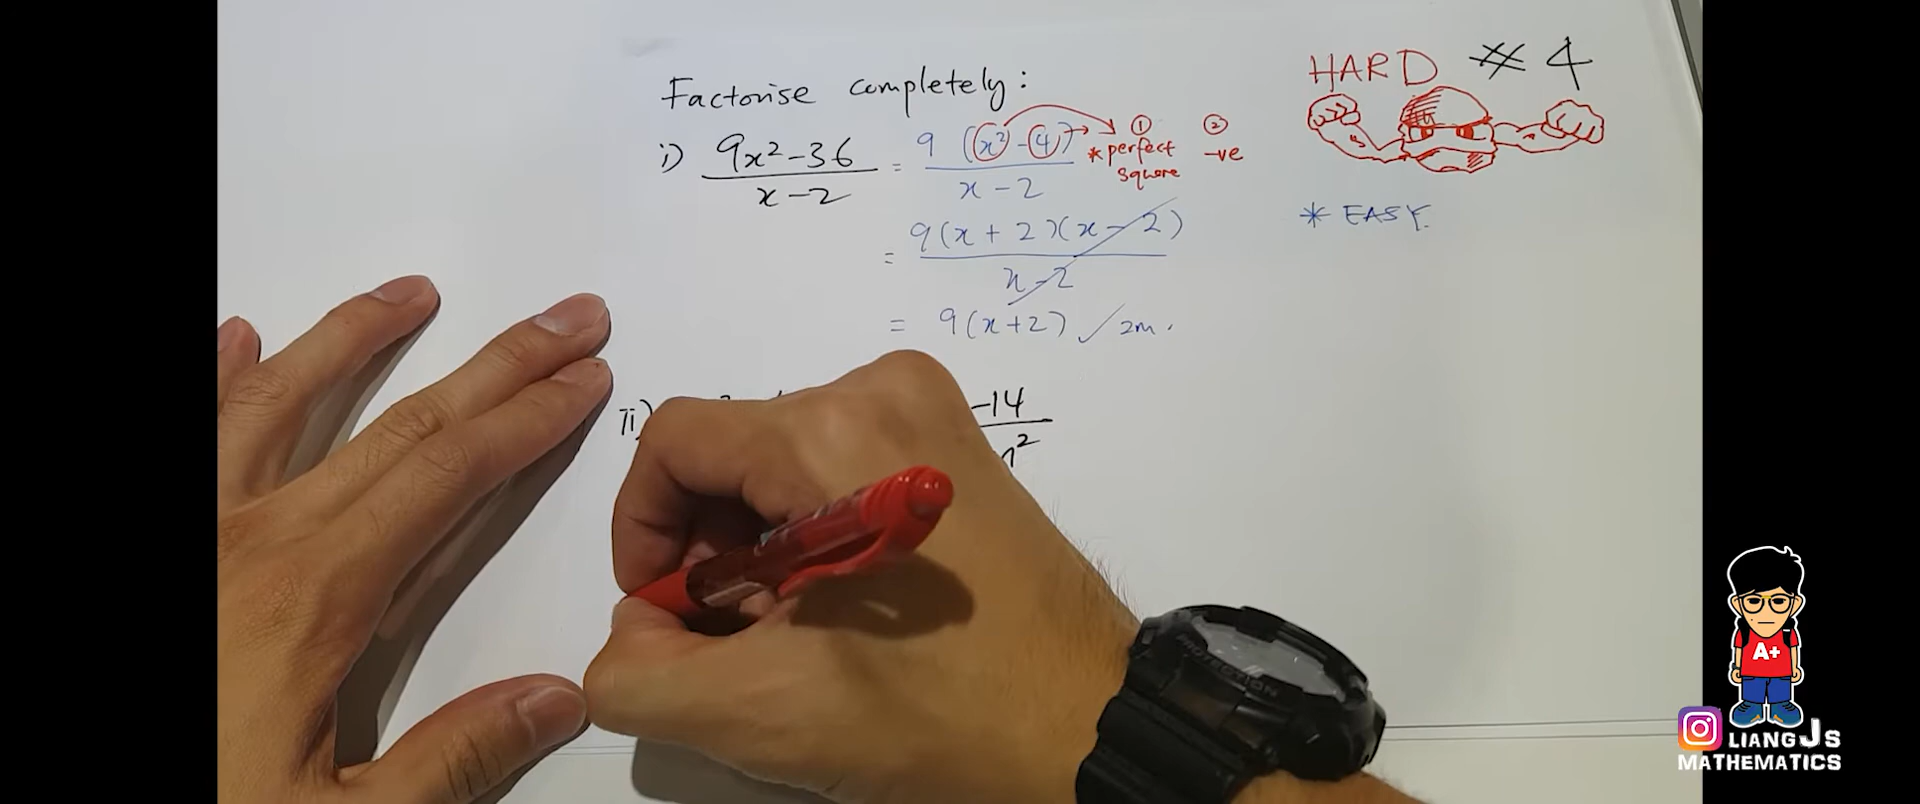 HARD # 4
Factorise completely:
i) 9x²-36 / x-2 = 9 (x²-4) / x-2
* perfect square
① ② -ve
* EASY.
= 9(x+2)(x-2) / x-2
= 9(x+2) ✓ 2m.
ii)
-14
PROTECTION
A+
LIANGJS
MATHEMATICS